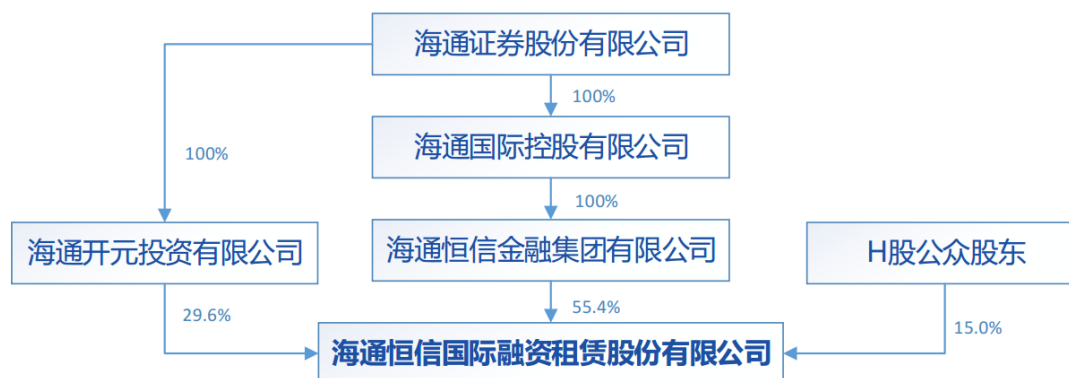 海通证券股份有限公司
100%
海通国际控股有限公司
100%
100%
海通开元投资有限公司
海通恒信金融集团有限公司
H股公众股东
29.6%
55.4%
15.0%
海通恒信国际融资租赁股份有限公司